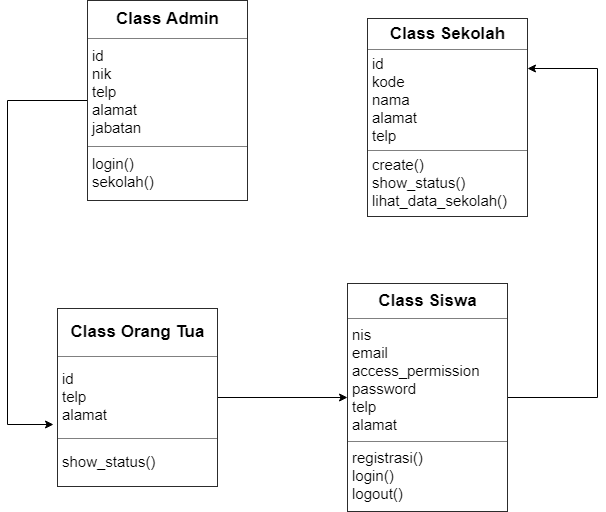 Class Admin
id
nik
telp
alamat
jabatan
login()
sekolah()
Class Sekolah
id
kode
nama
alamat
telp
create()
show_status()
lihat_data_sekolah()
Class Orang Tua
id
telp
alamat
show_status()
Class Siswa
nis
email
access_permission
password
telp
alamat
registrasi()
login()
logout()